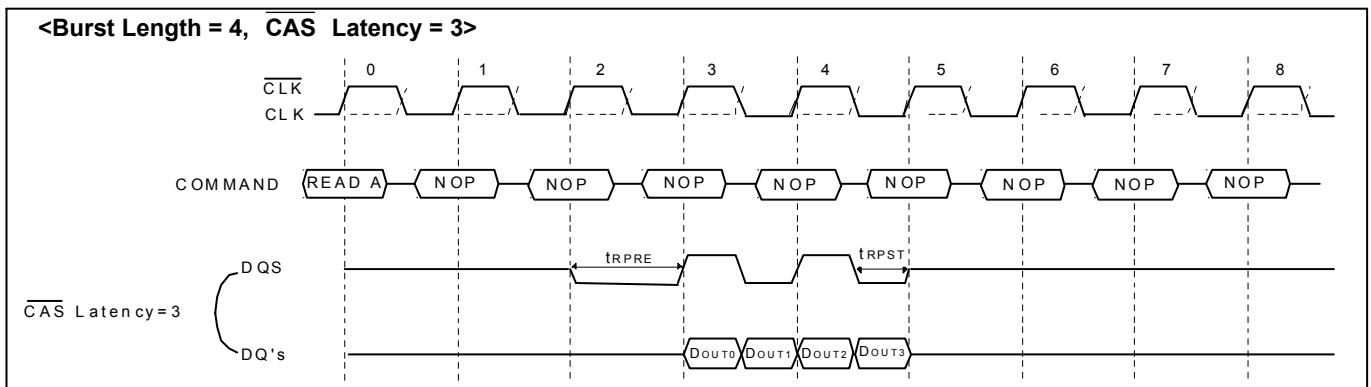 <Burst Length = 4, CAS Latency = 3>
0 1 2 3 4 5 6 7 8
CLK
CLK
COMMAND READ A NOP NOP NOP NOP NOP NOP NOP NOP
DQS tRPRE tRPST
CAS Latency=3
DQ's DOUT0 DOUT1 DOUT2 DOUT3